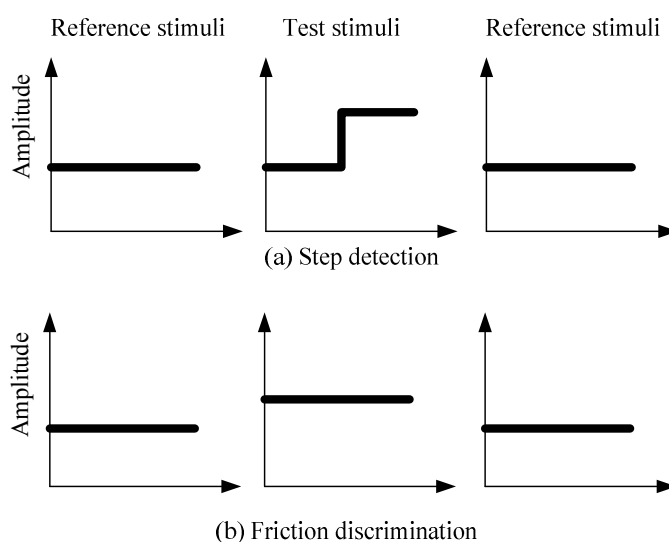 Reference stimuli
Test stimuli
Reference stimuli
Amplitude
(a) Step detection
Amplitude
(b) Friction discrimination